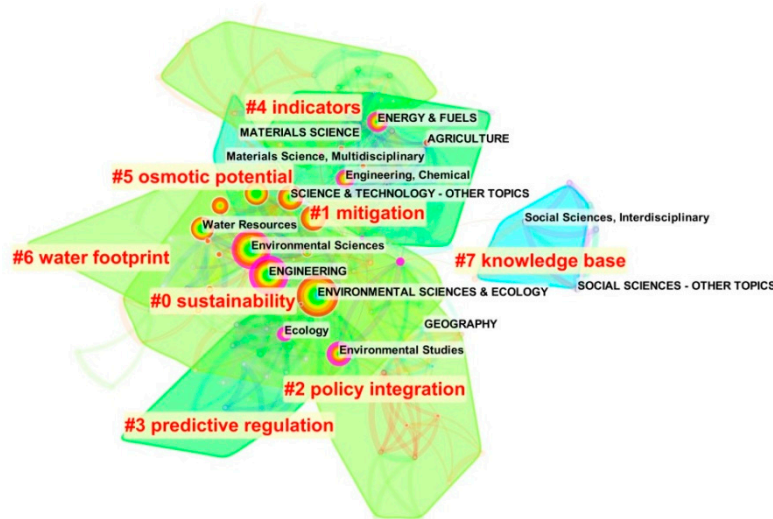 #4 indicators
ENERGY & FUELS
MATERIALS SCIENCE
AGRICULTURE
Materials Science, Multidisciplinary
#5 osmotic potential
Engineering, Chemical
SCIENCE & TECHNOLOGY - OTHER TOPICS
#1 mitigation
Social Sciences, Interdisciplinary
Water Resources
#6 water footprint
Environmental Sciences
#7 knowledge base
ENGINEERING
SOCIAL SCIENCES - OTHER TOPICS
#0 sustainability
ENVIRONMENTAL SCIENCES & ECOLOGY
GEOGRAPHY
Ecology
Environmental Studies
#2 policy integration
#3 predictive regulation